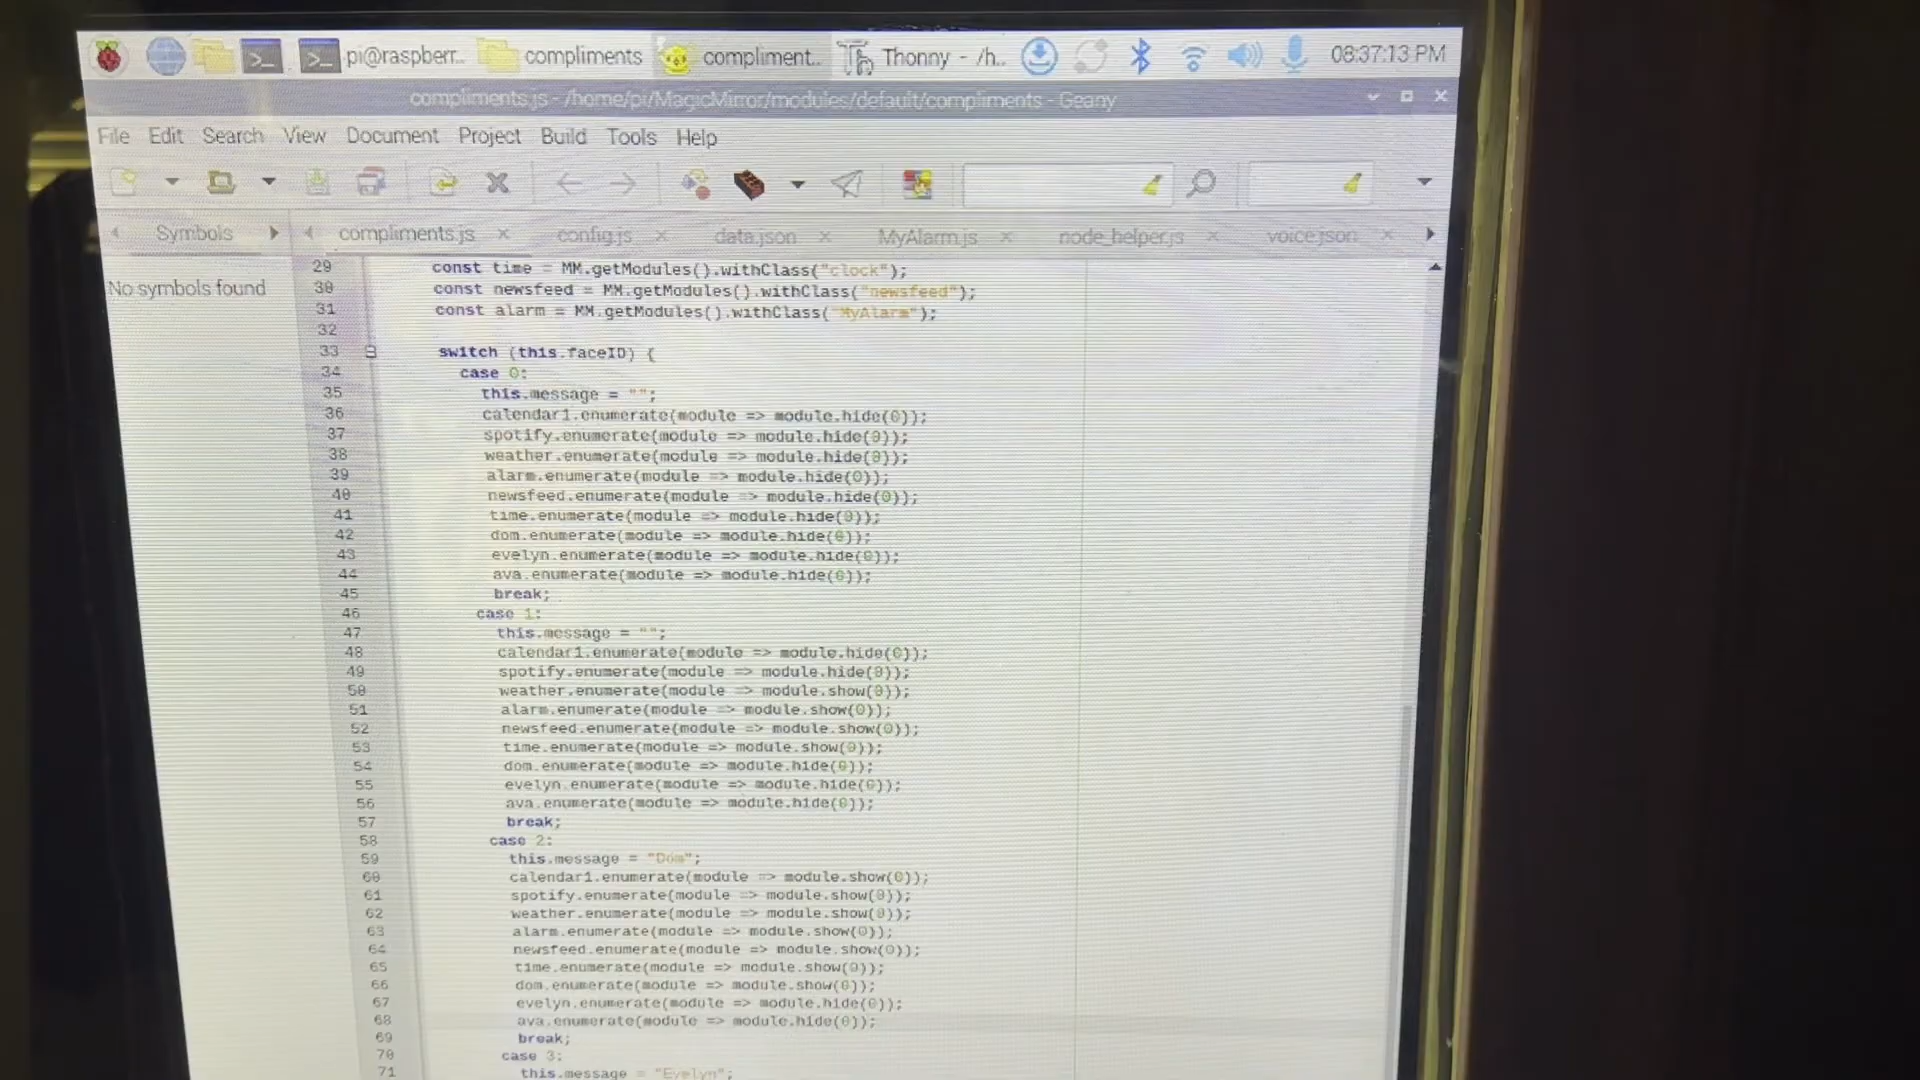 pi@raspberr.. compliments compliment.. Thonny - /h.. 08:37:13 PM
compliments.js - /home/pi/MagicMirror/modules/default/compliments - Geany
File Edit Search View Document Project Build Tools Help
Symbols compliments.js config.js data.json MyAlarm.js node_helper.js voice.json
No symbols found
29 const time = MM.getModules().withClass("clock");
30 const newsfeed = MM.getModules().withClass("newsfeed");
31 const alarm = MM.getModules().withClass("MyAlarm");
32
33 switch (this.faceID) {
34 case 0:
35 this.message = "";
36 calendar1.enumerate(module => module.hide(0));
37 spotify.enumerate(module => module.hide(0));
38 weather.enumerate(module => module.hide(0));
39 alarm.enumerate(module => module.hide(0));
40 newsfeed.enumerate(module => module.hide(0));
41 time.enumerate(module => module.hide(0));
42 dom.enumerate(module => module.hide(0));
43 evelyn.enumerate(module => module.hide(0));
44 ava.enumerate(module => module.hide(0));
45 break;
46 case 1:
47 this.message = "";
48 calendar1.enumerate(module => module.hide(0));
49 spotify.enumerate(module => module.hide(0));
50 weather.enumerate(module => module.show(0));
51 alarm.enumerate(module => module.show(0));
52 newsfeed.enumerate(module => module.show(0));
53 time.enumerate(module => module.show(0));
54 dom.enumerate(module => module.hide(0));
55 evelyn.enumerate(module => module.hide(0));
56 ava.enumerate(module => module.hide(0));
57 break;
58 case 2:
59 this.message = "Dom";
60 calendar1.enumerate(module => module.show(0));
61 spotify.enumerate(module => module.show(0));
62 weather.enumerate(module => module.show(0));
63 alarm.enumerate(module => module.show(0));
64 newsfeed.enumerate(module => module.show(0));
65 time.enumerate(module => module.show(0));
66 dom.enumerate(module => module.show(0));
67 evelyn.enumerate(module => module.hide(0));
68 ava.enumerate(module => module.hide(0));
69 break;
70 case 3:
71 this.message = "Evelyn";